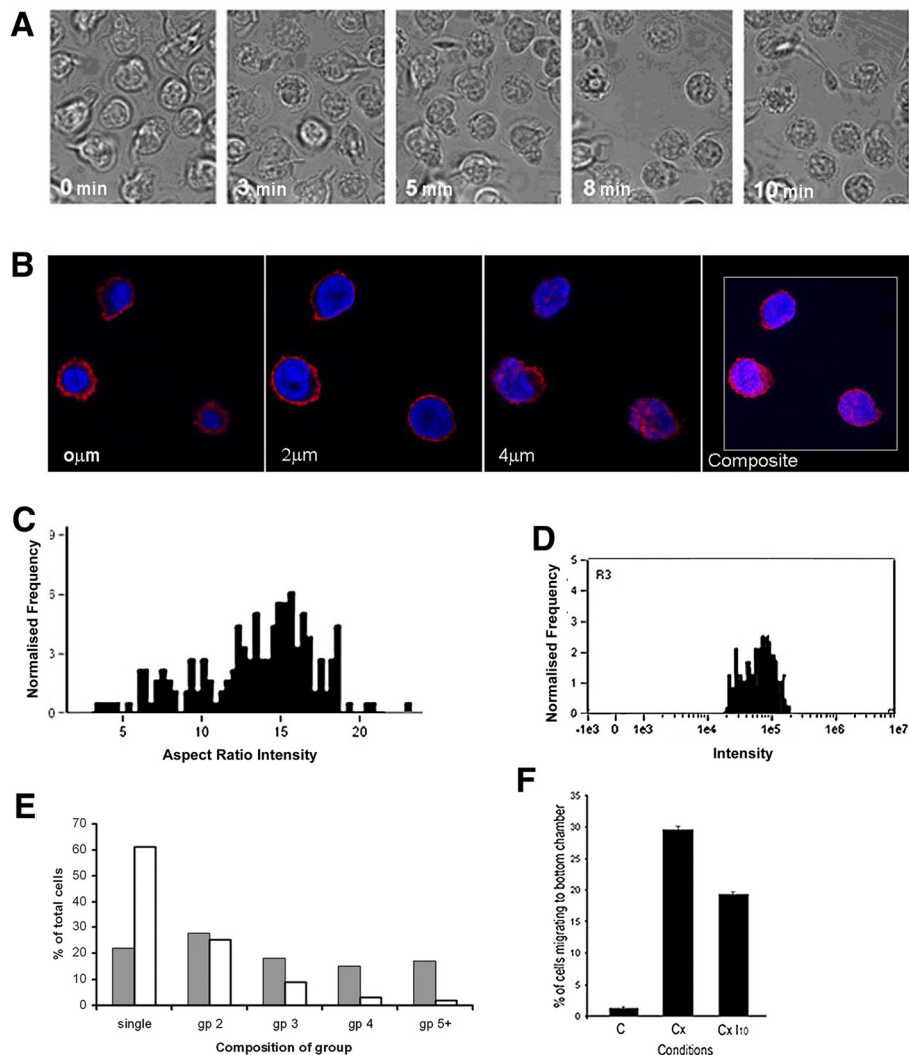 A
0 min
3 min
5 min
8 min
10 min
B
0µm
2µm
4µm
Composite
C
Normalised Frequency
9
6
3
0
5
10
15
20
Aspect Ratio Intensity
D
Normalised Frequency
5
4
3
2
1
0
R3
-1e3
0
1e3
1e4
1e5
1e6
1e7
Intensity
E
% of total cells
70
60
50
40
30
20
10
0
single
gp 2
gp 3
gp 4
gp 5+
Composition of group
F
% of cells migrating to bottom chamber
35
30
25
20
15
10
5
0
C
Cx
Cx I10
Conditions